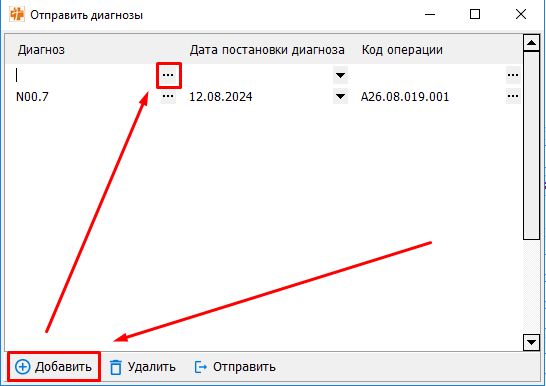 Отправить диагнозы
Диагноз Дата постановки диагноза Код операции
...
...
N00.7 ... 12.08.2024 A26.08.019.001 ...
Добавить Удалить Отправить